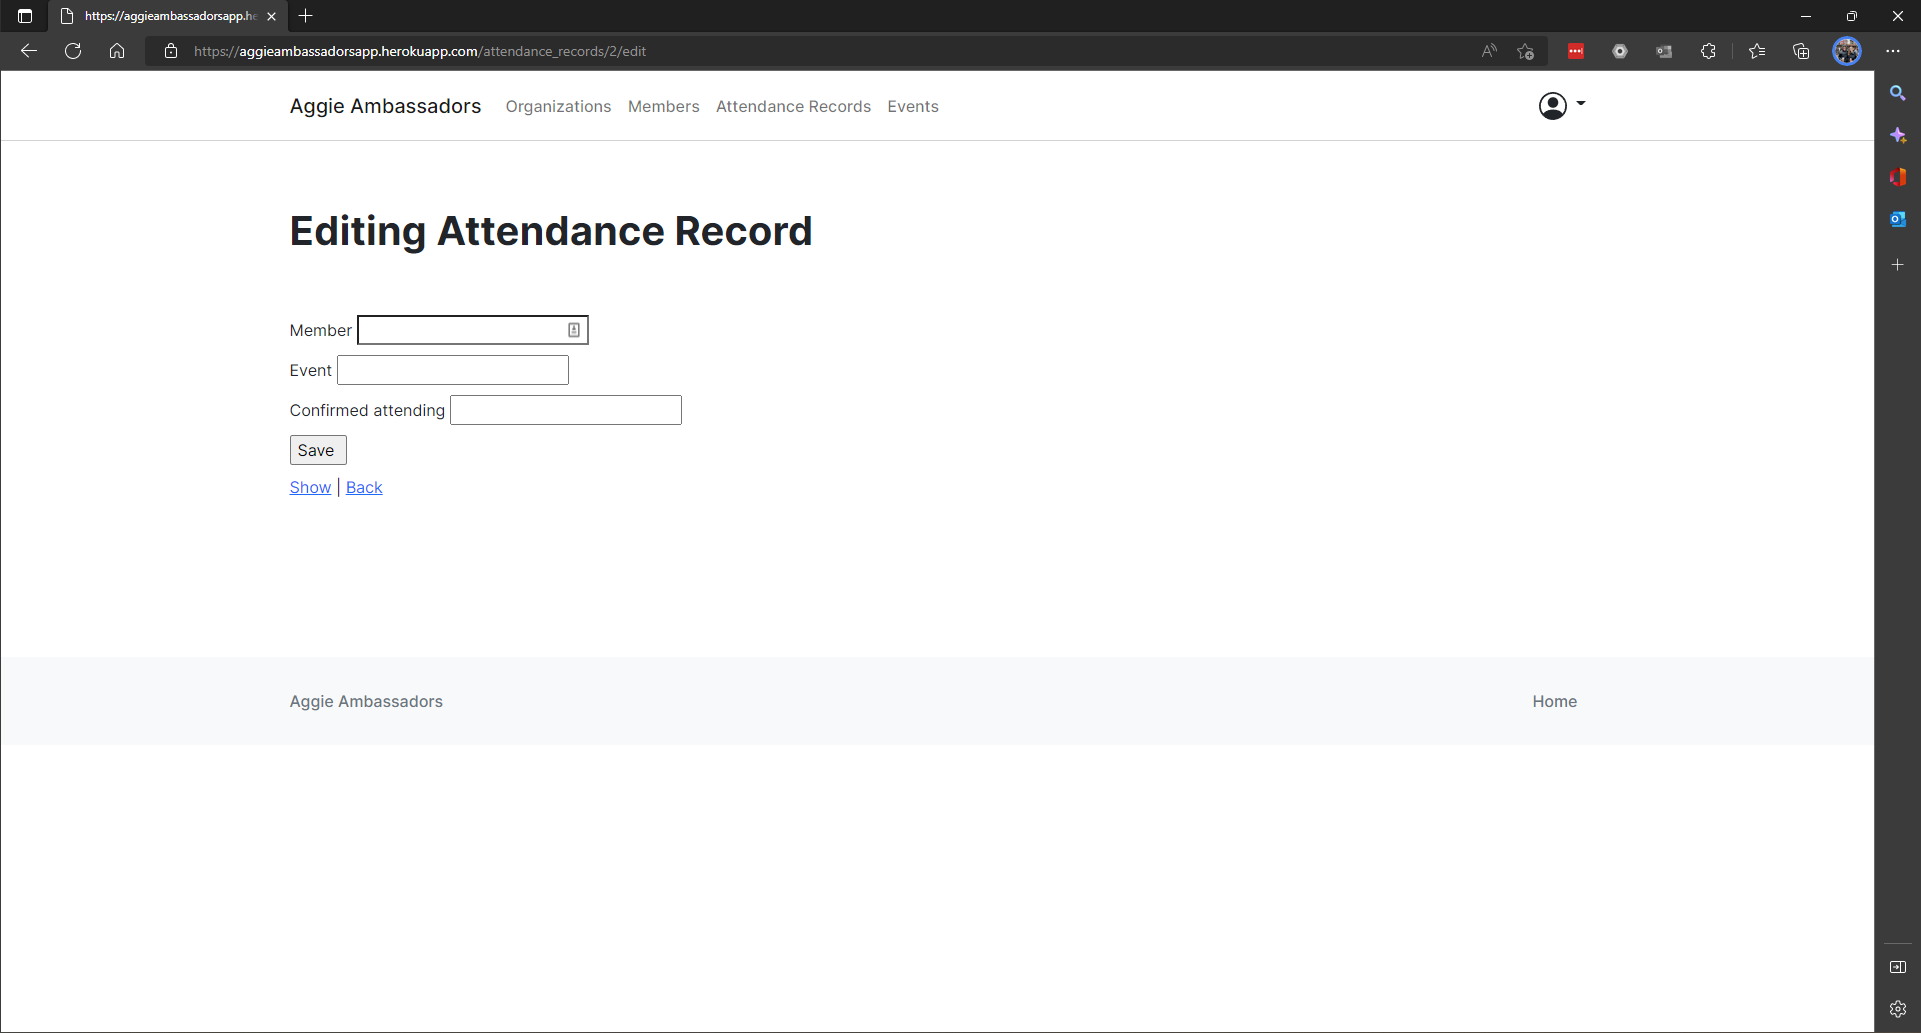 https://aggieambassadorsapp.he
https://aggieambassadorsapp.herokuapp.com/attendance_records/2/edit
Aggie Ambassadors Organizations Members Attendance Records Events
Editing Attendance Record
Member
Event
Confirmed attending
Save
Show | Back
Aggie Ambassadors Home